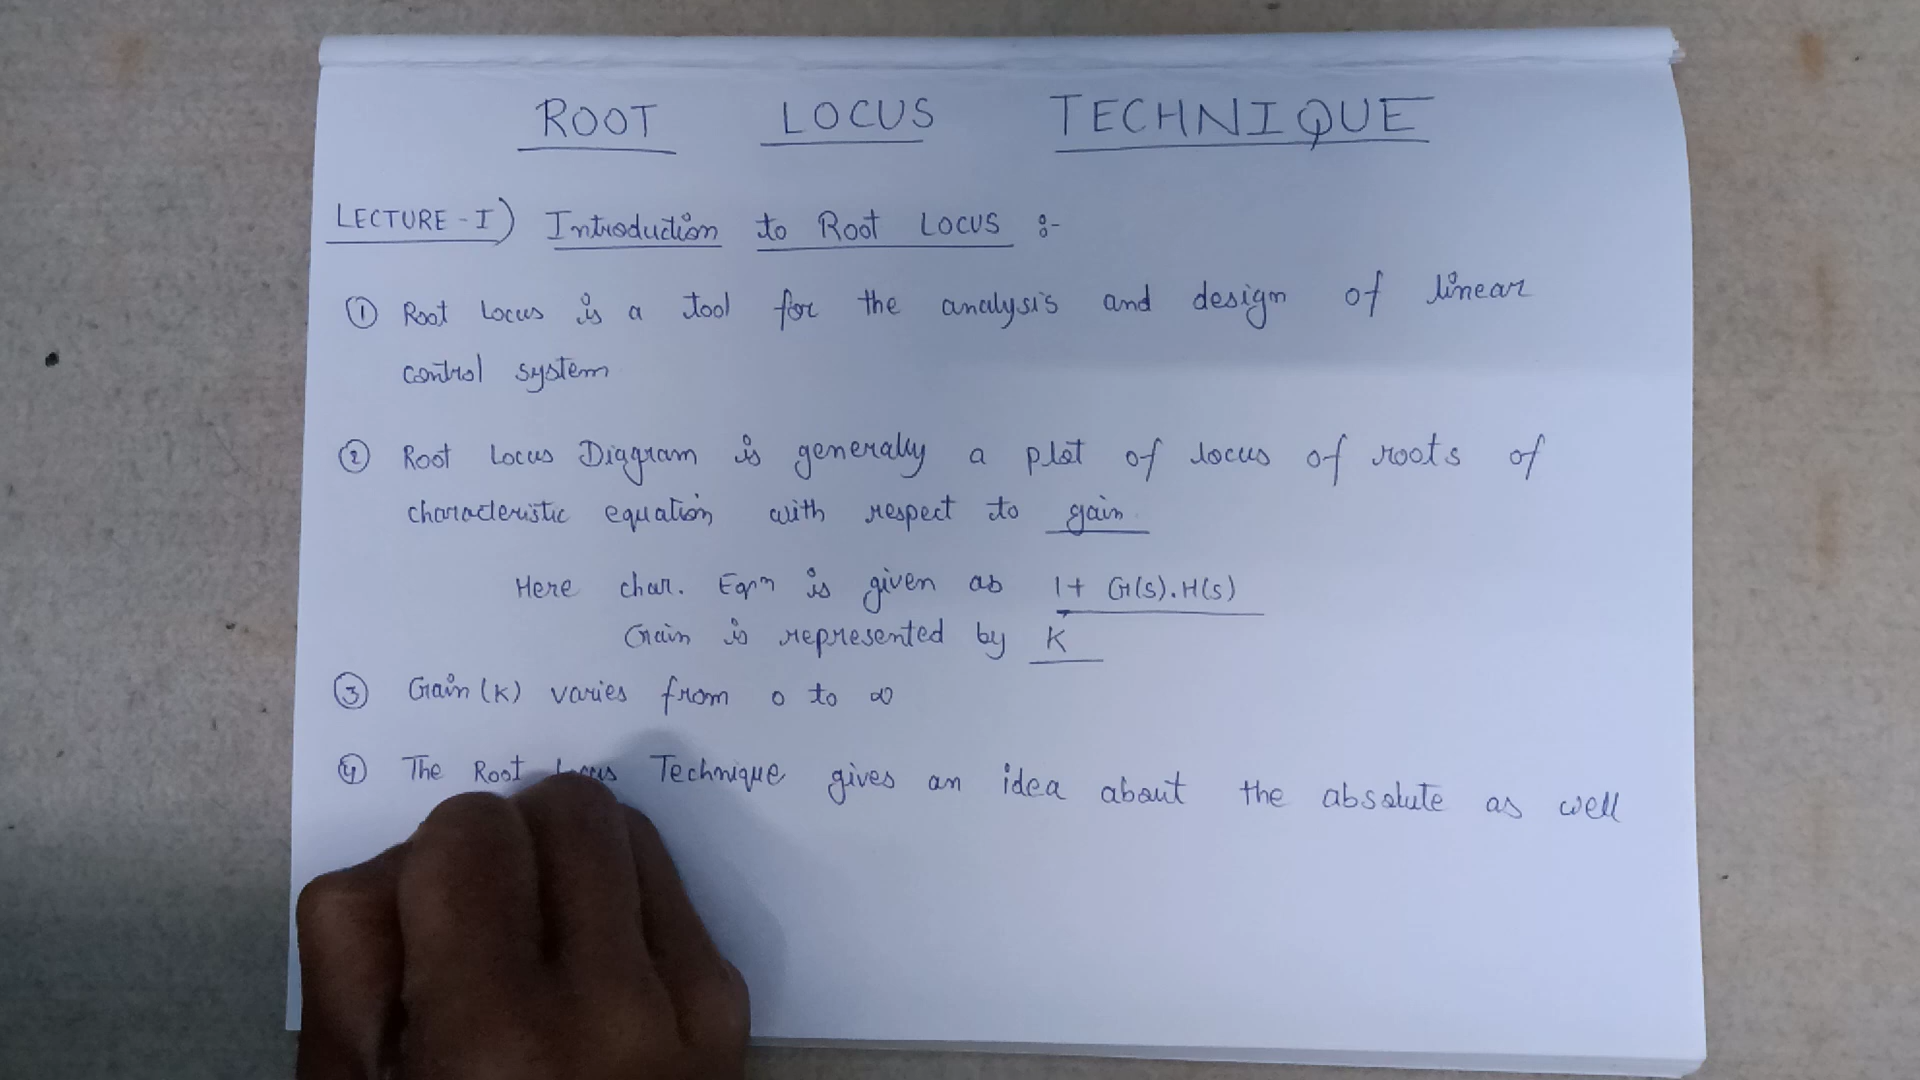 ROOT LOCUS TECHNIQUE
LECTURE-I) Introduction to Root LOCUS :-
① Root Locus is a tool for the analysis and design of linear
control system
② Root Locus Diagram is generally a plot of locus of roots of
characteristic equation with respect to gain
Here char. Eqn is given as 1+ G(s).H(s)
Gain is represented by K
③ Gain (K) varies from 0 to ∞
④ The Root Locus Technique gives an idea about the absolute as well